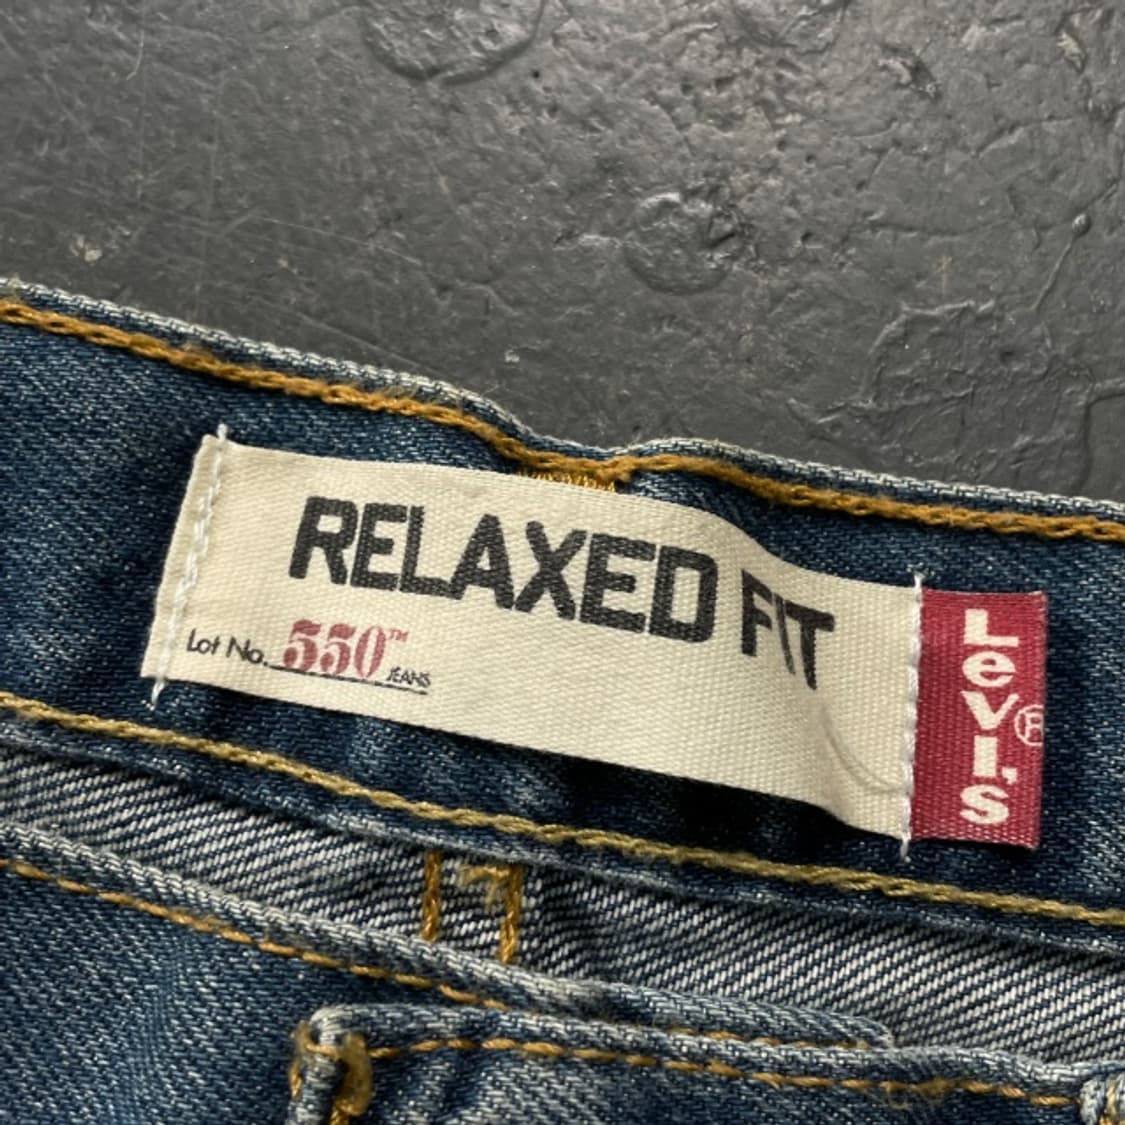 RELAXED FIT
Lot No. 550™ JEANS
Levi's®